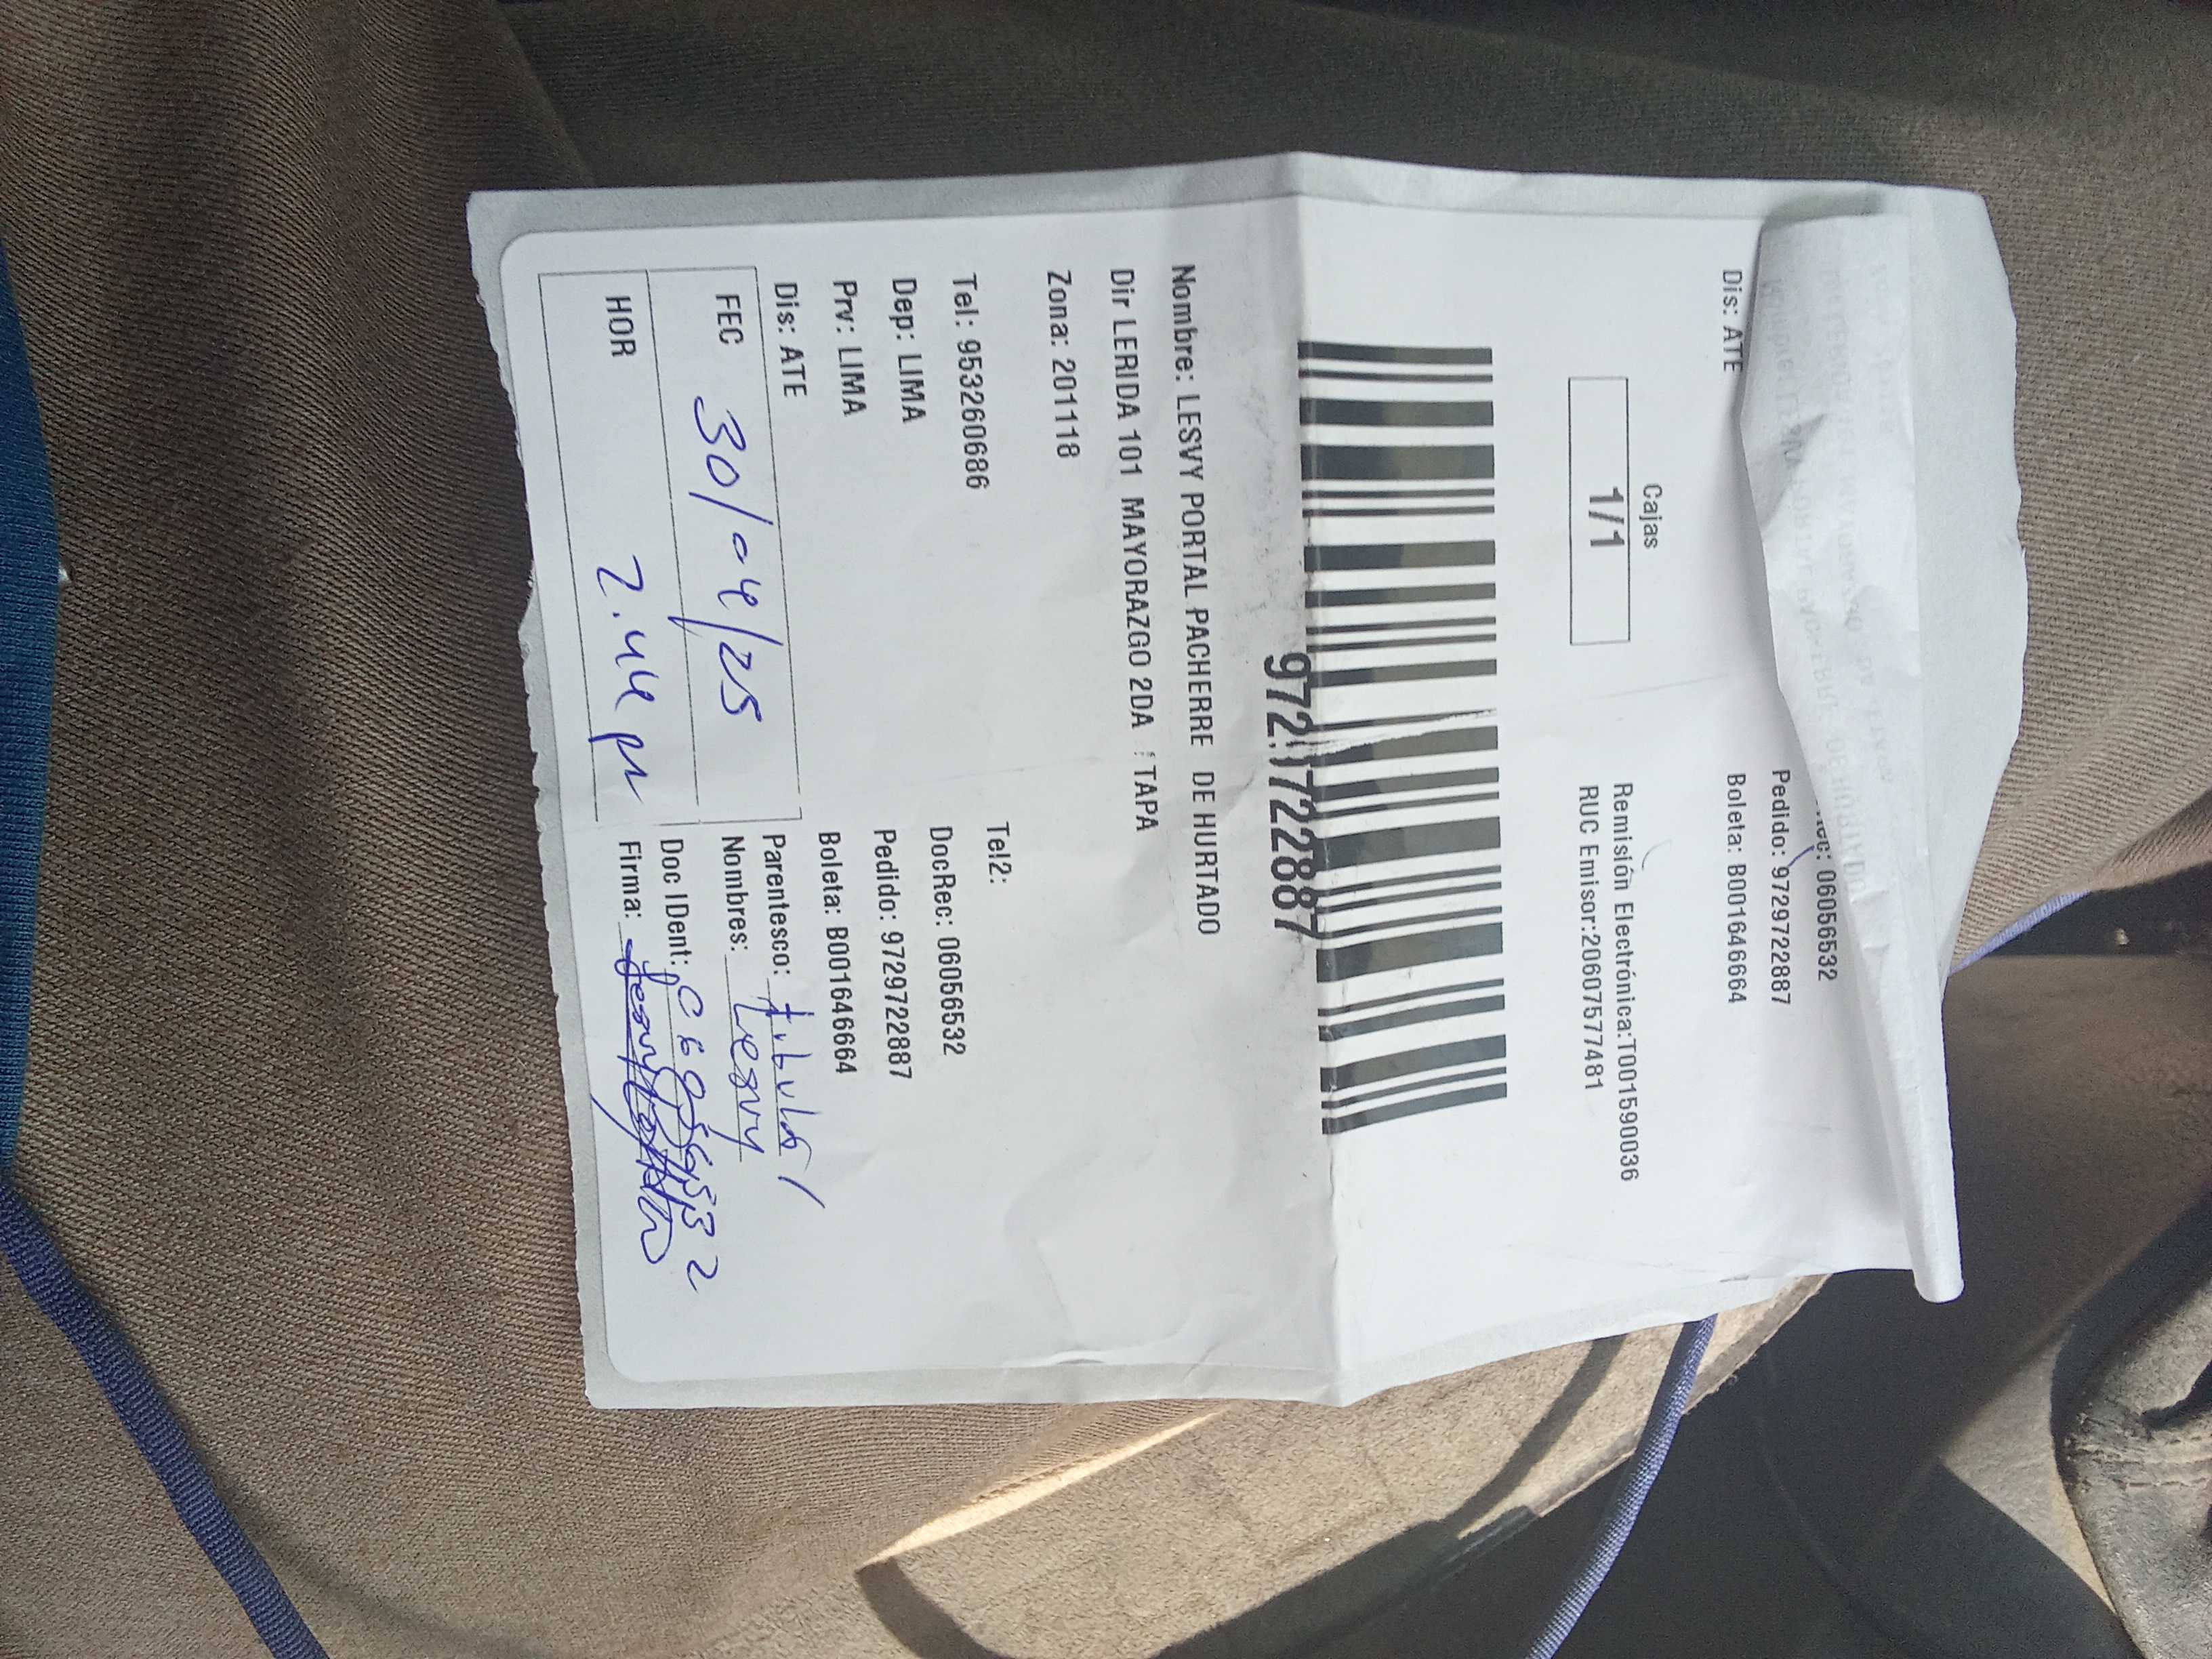 06056532
Pedido: 9729722887
Dis: ATE
Boleta: B001646664
Cajas
1/1
Remisión Electrónica:T001590036
RUC Emisor:20607577481
Nombre: LESVY PORTAL PACHERRE DE HURTADO
Dir LERIDA 101 MAYORAZGO 2DA
Zona: 201118
Tel: 953260686
Tel2:
Dep: LIMA
DocRec: 06056532
Prv: LIMA
Pedido: 9729722887
Dis: ATE
Boleta: B001646664
FEC 30/04/25
Parentesco: titular
HOR 2.44 pm
Nombres: Lesvy
Doc IDent:
Firma: